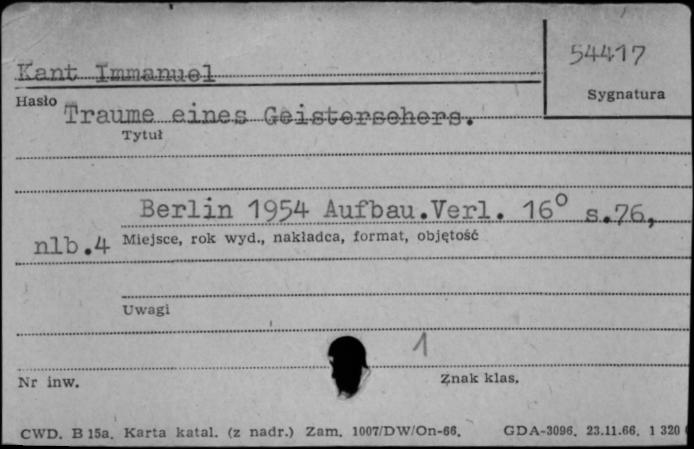 54417
Kant Immanuel
Hasło
Sygnatura
Traume eines Geistersehers.
Tytuł
Berlin 1954 Aufbau.Verl. 16° s.76,
nlb.4
Miejsce, rok wyd., nakładca, format, objętość
Uwagi
1
Nr inw.
Znak klas.
CWD. B 15a. Karta katal. (z nadr.) Zam. 1007/DW/On-66. GDA-3096. 23.11.66. 1 320